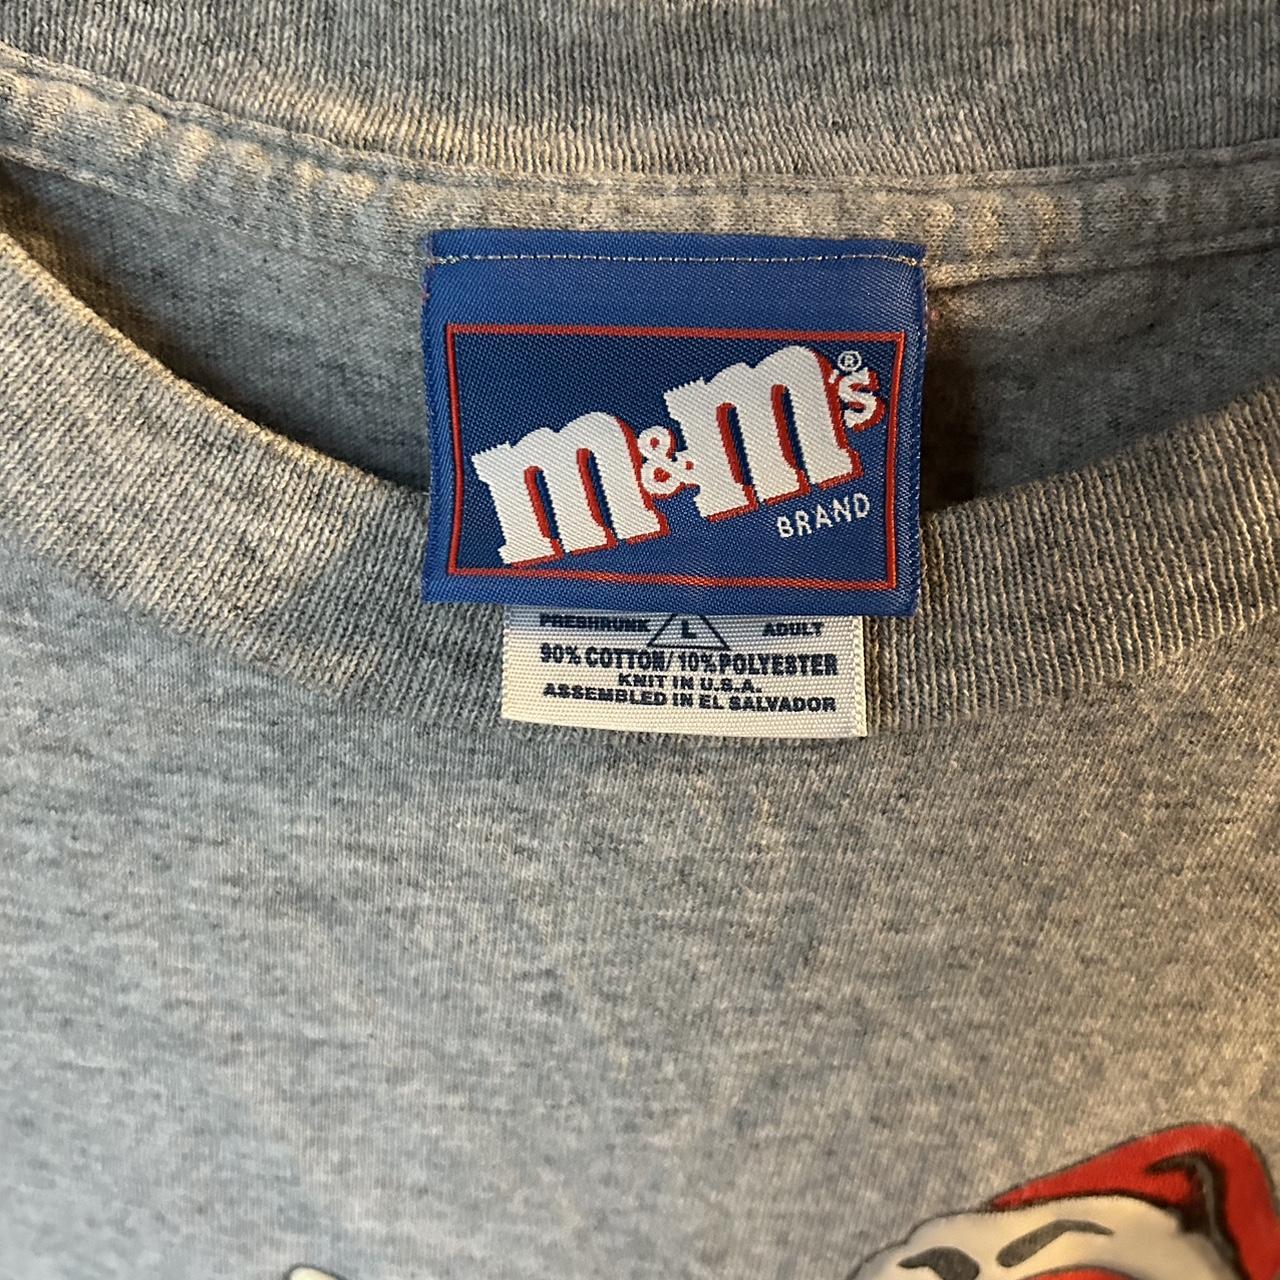 m&m's®
BRAND
PRESHRUNK L ADULT
90% COTTON/10% POLYESTER
KNIT IN U.S.A.
ASSEMBLED IN EL SALVADOR